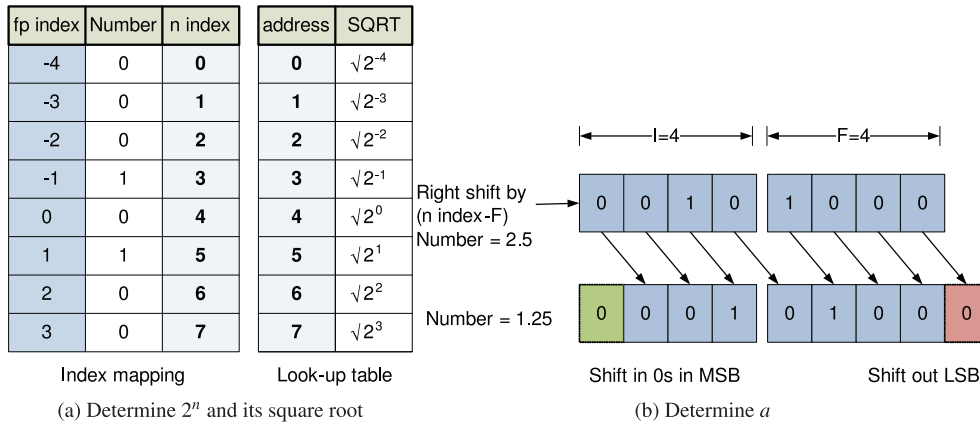 fp index Number n index
-4 0 0
-3 0 1
-2 0 2
-1 1 3
0 0 4
1 1 5
2 0 6
3 0 7
Index mapping
address SQRT
0 √2⁻⁴
1 √2⁻³
2 √2⁻²
3 √2⁻¹
4 √2⁰
5 √2¹
6 √2²
7 √2³
Look-up table
(a) Determine 2ⁿ and its square root
I=4 F=4
Right shift by
(n index-F)
Number = 2.5
0 0 1 0 1 0 0 0
Number = 1.25
0 0 0 1 0 1 0 0 0
Shift in 0s in MSB Shift out LSB
(b) Determine a